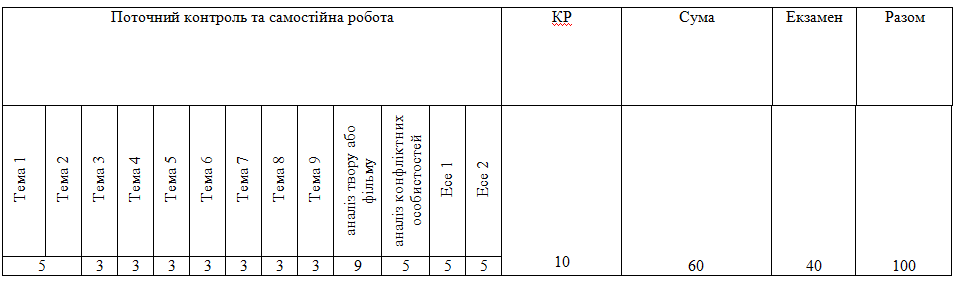 Поточний контроль та самостійна робота
КР
Сума
Екзамен
Разом
Тема 1
Тема 2
Тема 3
Тема 4
Тема 5
Тема 6
Тема 7
Тема 8
Тема 9
аналіз твору або
фільму
аналіз конфліктних
особистостей
Есе 1
Есе 2
5 3 3 3 3 3 3 3 9 5 5 5 10 60 40 100